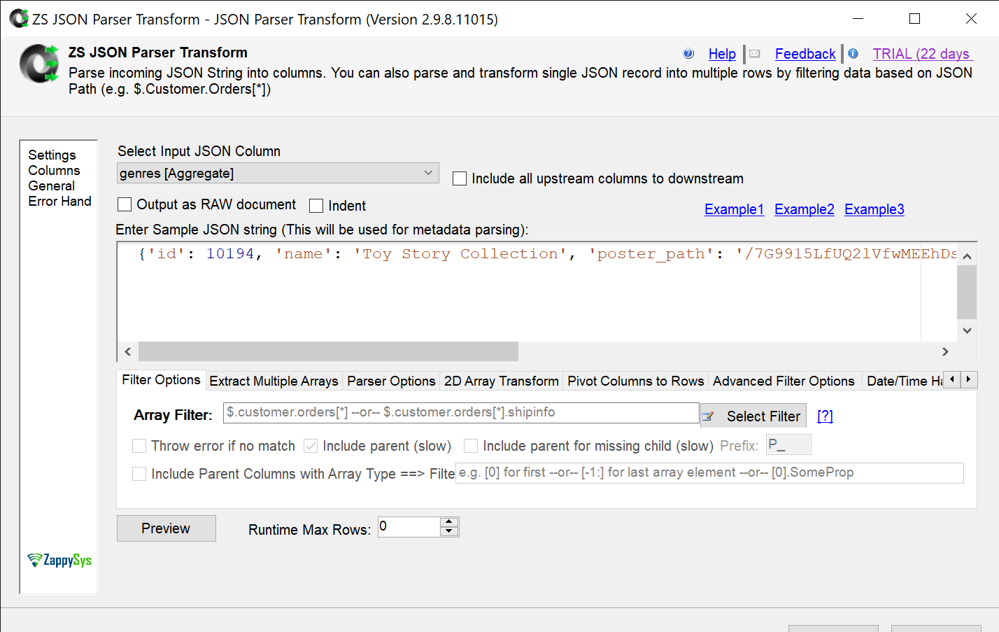 ZS JSON Parser Transform - JSON Parser Transform (Version 2.9.8.11015)
ZS JSON Parser Transform
Help Feedback TRIAL (22 days
Parse incoming JSON String into columns. You can also parse and transform single JSON record into multiple rows by filtering data based on JSON
Path (e.g. $.Customer.Orders[*])
Settings
Columns
General
Error Hand
ZappySys
Select Input JSON Column
genres [Aggregate]
Include all upstream columns to downstream
Output as RAW document Indent
Example1 Example2 Example3
Enter Sample JSON string (This will be used for metadata parsing):
{'id': 10194, 'name': 'Toy Story Collection', 'poster_path': '/7G9915LfUQ2lVfwMEEhDs
Filter Options Extract Multiple Arrays Parser Options 2D Array Transform Pivot Columns to Rows Advanced Filter Options Date/Time Ha
Array Filter: $.customer.orders[*] --or-- $.customer.orders[*].shipinfo Select Filter [?]
Throw error if no match Include parent (slow) Include parent for missing child (slow) Prefix: P_
Include Parent Columns with Array Type ==> Filte e.g. [0] for first --or-- [-1:] for last array element --or-- [0].SomeProp
Preview Runtime Max Rows: 0